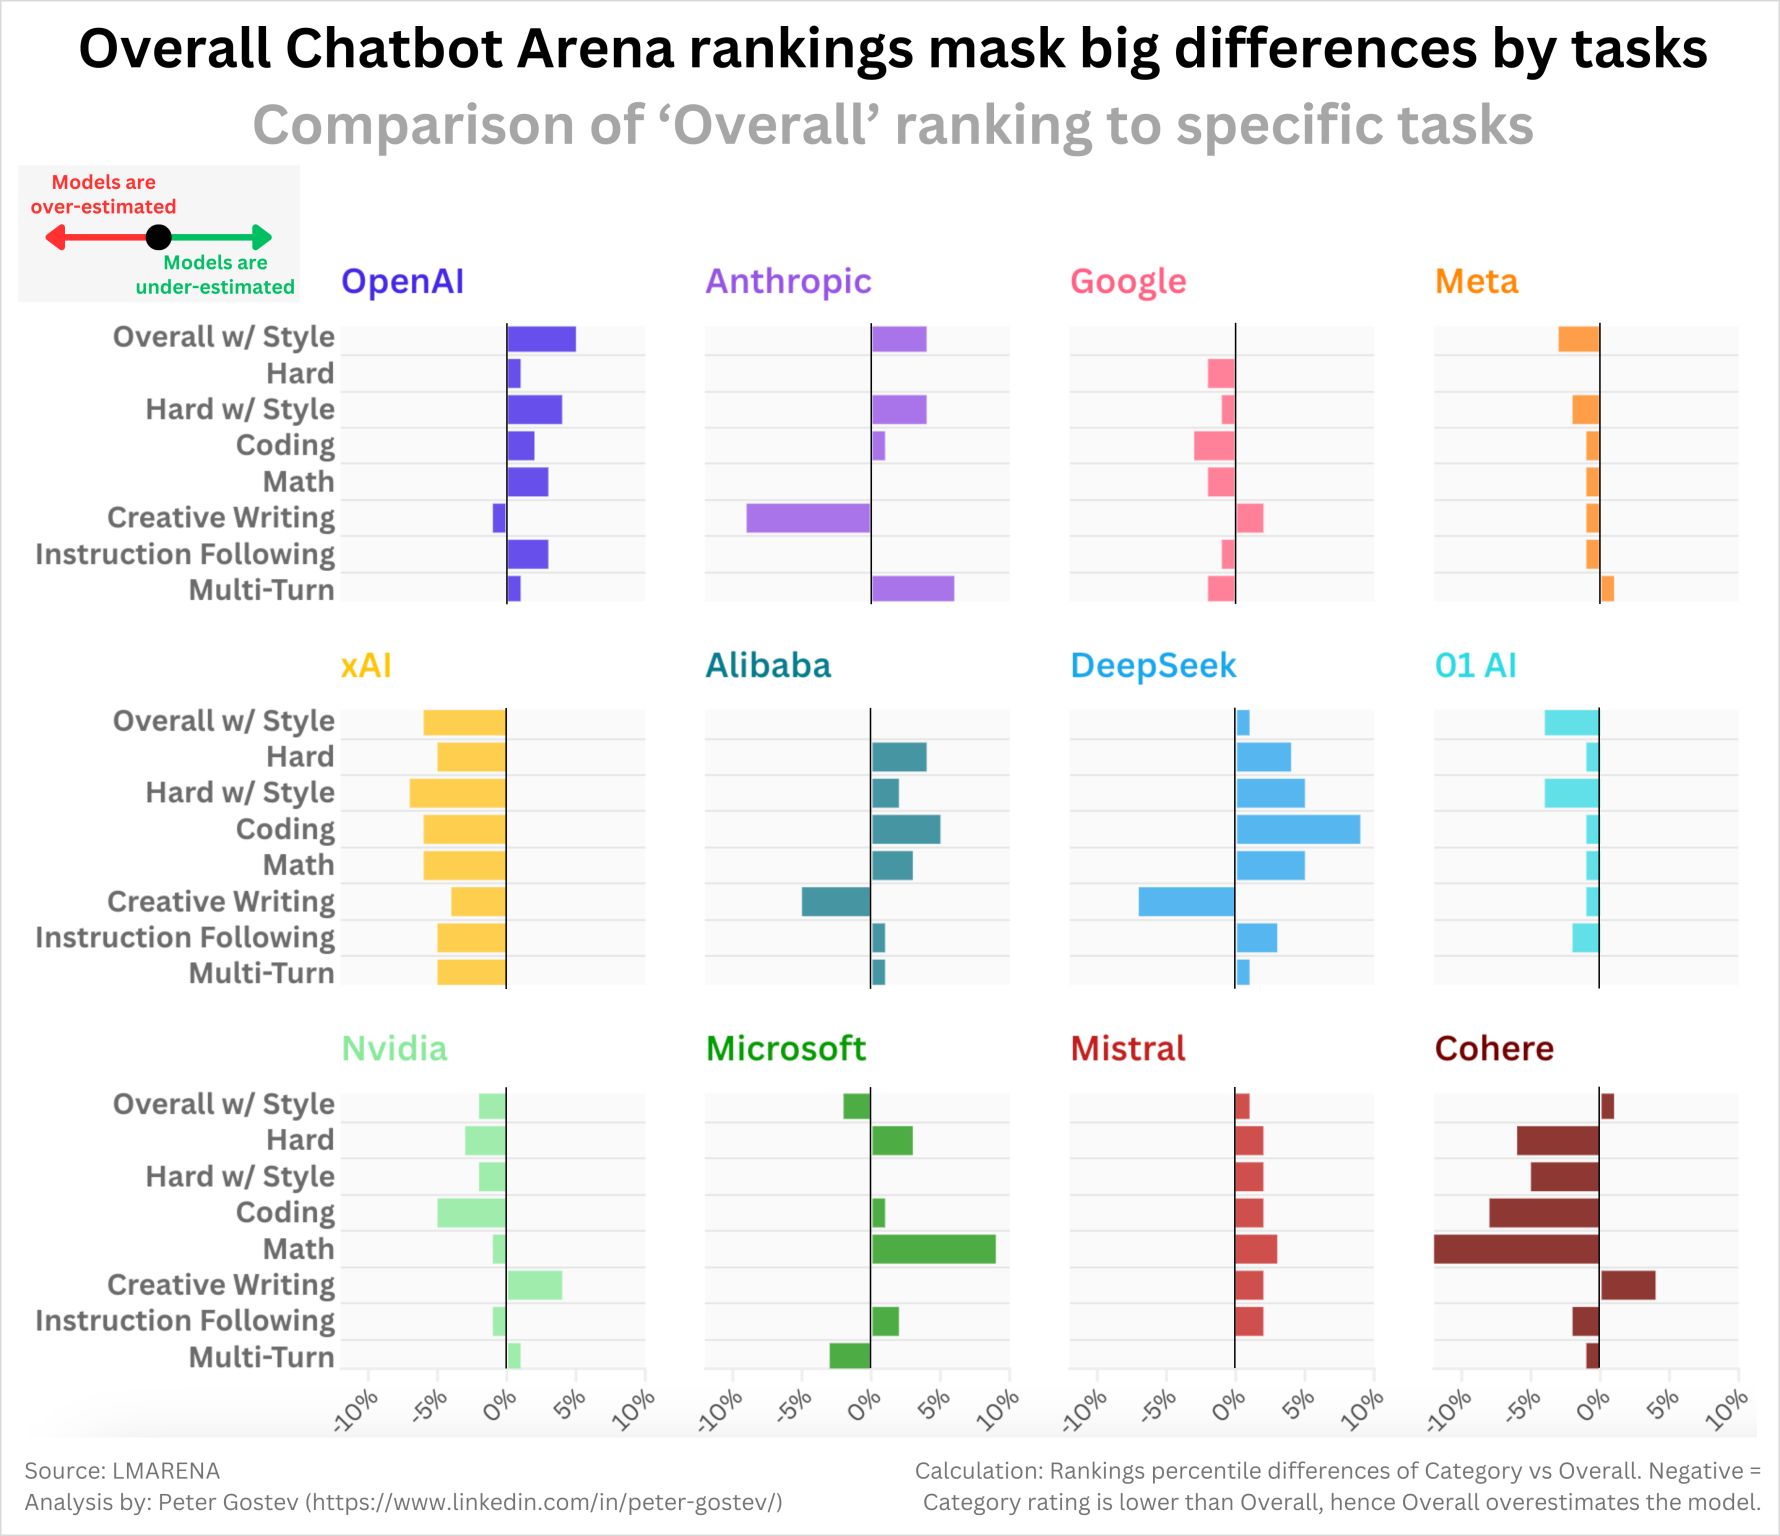 Overall Chatbot Arena rankings mask big differences by tasks
Comparison of ‘Overall’ ranking to specific tasks
Models are
over-estimated
Models are
under-estimated
OpenAI
Anthropic
Google
Meta
Overall w/ Style
Hard
Hard w/ Style
Coding
Math
Creative Writing
Instruction Following
Multi-Turn
xAI
Alibaba
DeepSeek
01 AI
Overall w/ Style
Hard
Hard w/ Style
Coding
Math
Creative Writing
Instruction Following
Multi-Turn
Nvidia
Microsoft
Mistral
Cohere
Overall w/ Style
Hard
Hard w/ Style
Coding
Math
Creative Writing
Instruction Following
Multi-Turn
-10% -5% 0% 5% 10%
-10% -5% 0% 5% 10%
-10% -5% 0% 5% 10%
-10% -5% 0% 5% 10%
Source: LMARENA
Analysis by: Peter Gostev (https://www.linkedin.com/in/peter-gostev/)
Calculation: Rankings percentile differences of Category vs Overall. Negative =
Category rating is lower than Overall, hence Overall overestimates the model.